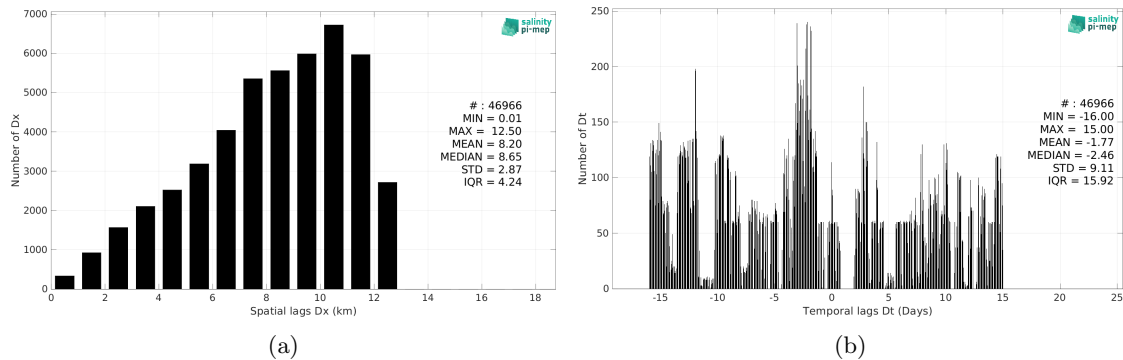 7000
6000
5000
4000
3000
2000
1000
0
Number of Dx
salinity
pi-mep
# : 46966
MIN = 0.01
MAX = 12.50
MEAN = 8.20
MEDIAN = 8.65
STD = 2.87
IQR = 4.24
0 2 4 6 8 10 12 14 16 18
Spatial lags Dx (km)
(a)
250
200
150
100
50
0
Number of Dt
salinity
pi-mep
# : 46966
MIN = -16.00
MAX = 15.00
MEAN = -1.77
MEDIAN = -2.46
STD = 9.11
IQR = 15.92
-15 -10 -5 0 5 10 15 20 25
Temporal lags Dt (Days)
(b)